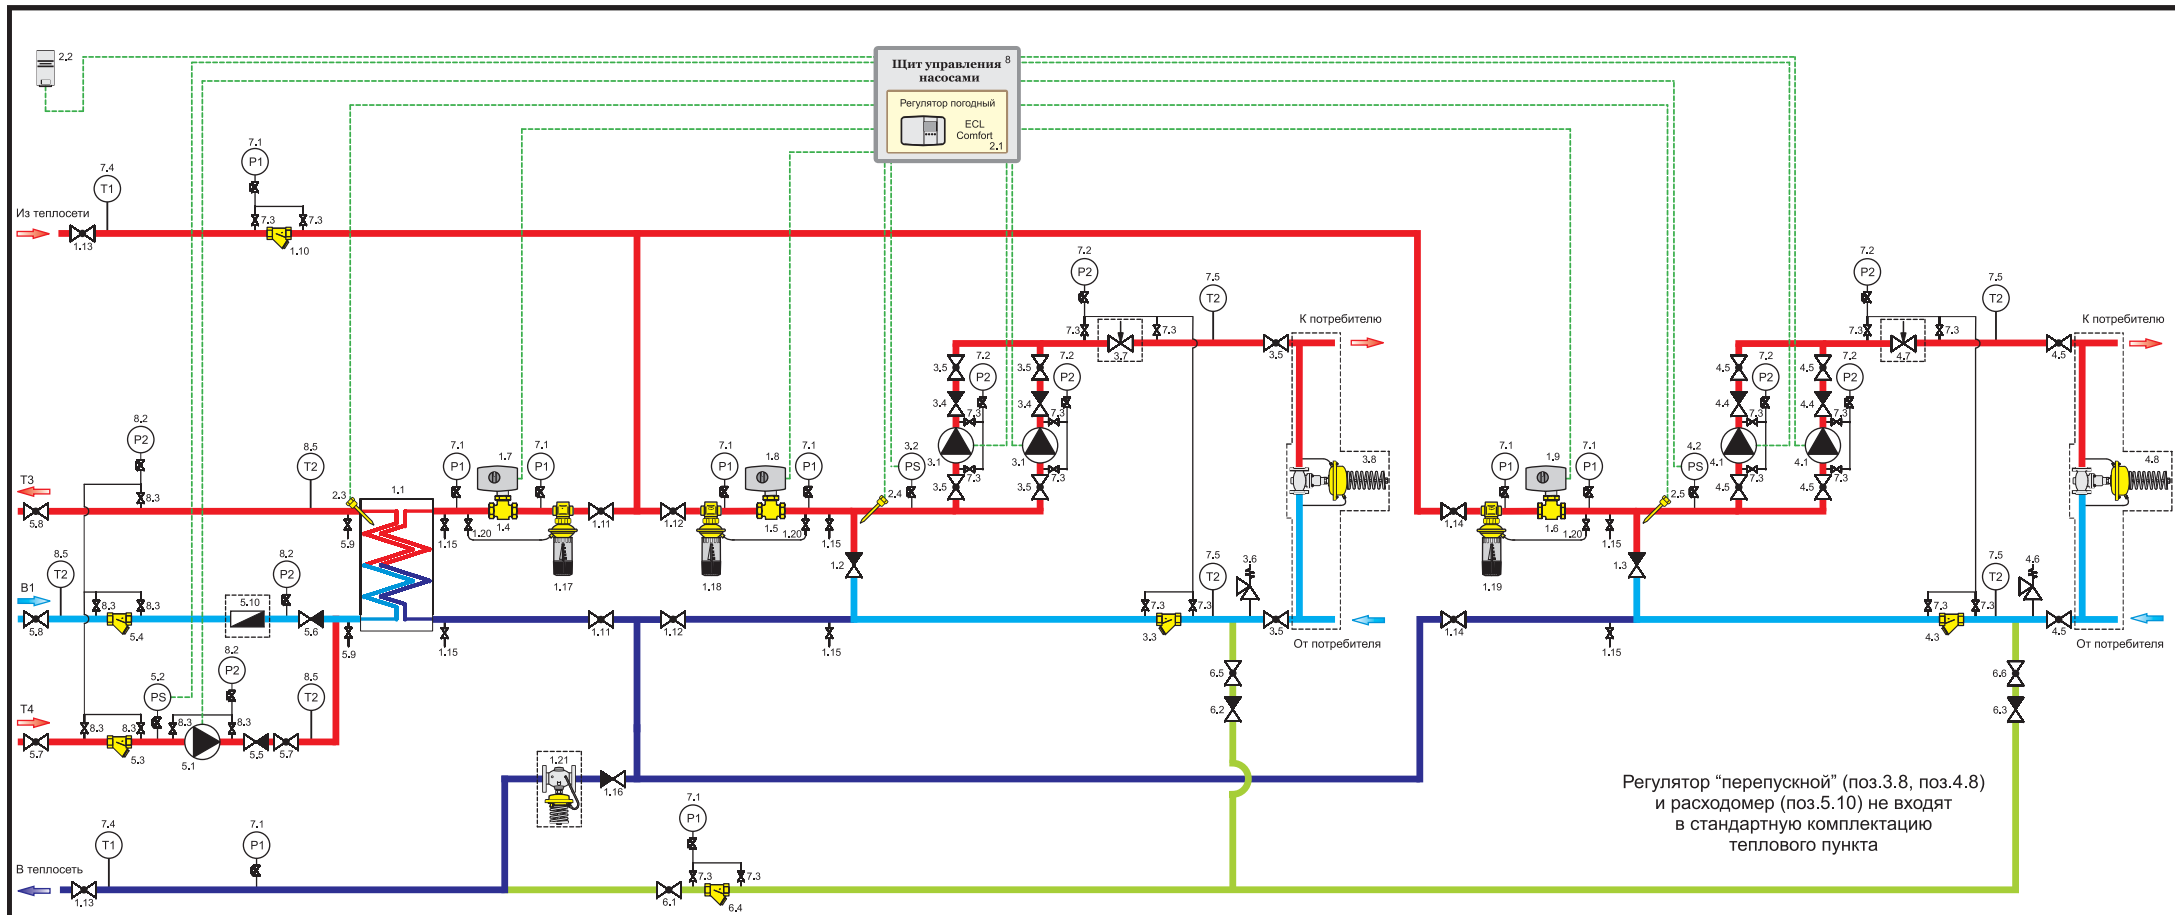 2.2
Щит управления 8
насосами
Регулятор погодный
ECL
Comfort
2.1
7.4
T1
7.1
P1
7.3
7.3
Из теплосети
1.13
1.10
7.2
P2
7.5
T2
7.3
7.3
3.7
К потребителю
3.5
7.2
P2
7.5
T2
7.3
7.3
4.7
К потребителю
4.5
3.5
7.2
P2
3.5
7.2
P2
3.4
7.3
3.4
7.3
3.1
3.1
3.5
7.3
3.5
7.3
4.5
7.2
P2
4.5
7.2
P2
4.4
7.3
4.4
7.3
4.1
4.1
4.5
7.3
4.5
7.3
3.8
4.8
8.2
P2
8.3
8.5
T2
T3
5.8
2.3
5.9
1.1
7.1
P1
1.7
7.1
P1
1.20
1.15
1.4
1.17
1.11
7.1
P1
1.8
7.1
P1
1.12
1.18
1.5
1.20
1.15
2.4
3.2
PS
1.2
7.1
P1
1.9
7.1
P1
1.14
1.19
1.6
1.20
1.15
2.5
4.2
PS
1.3
8.5
T2
B1
5.8
8.3
8.3
5.4
5.10
8.2
P2
5.6
5.9
1.15
1.11
1.12
1.15
7.3
7.3
3.3
7.5
T2
3.6
3.5
От потребителя
1.14
1.15
7.3
7.3
4.3
7.5
T2
4.6
4.5
От потребителя
5.2
PS
8.2
P2
8.5
T2
T4
5.7
8.3
8.3
5.3
8.3
8.3
5.1
5.5
5.7
6.5
6.2
6.6
6.3
1.21
1.16
Регулятор “перепускной” (поз.3.8, поз.4.8)
и расходомер (поз.5.10) не входят
в стандартную комплектацию
теплового пункта
7.4
T1
7.1
P1
В теплосеть
1.13
7.1
P1
7.3
7.3
6.1
6.4